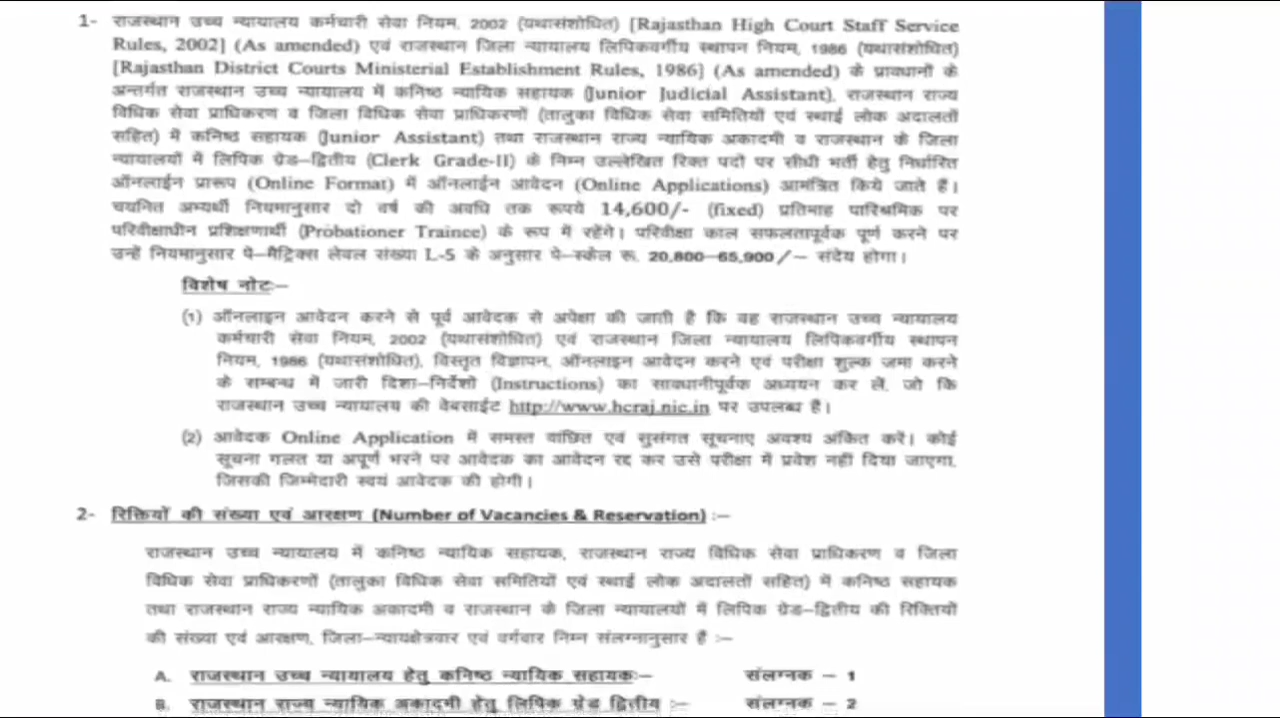 1- राजस्थान उच्च न्यायालय कर्मचारी सेवा नियम, 2002 (यथासंशोधित) [Rajasthan High Court Staff Service
Rules, 2002] (As amended) एवं राजस्थान जिला न्यायालय लिपिकवर्गीय स्थापन नियम, 1986 (यथासंशोधित)
[Rajasthan District Courts Ministerial Establishment Rules, 1986] (As amended) के प्रावधानों के
अन्तर्गत राजस्थान उच्च न्यायालय में कनिष्ठ न्यायिक सहायक (Junior Judicial Assistant), राजस्थान राज्य
विधिक सेवा प्राधिकरण व जिला विधिक सेवा प्राधिकरणों (तालुका विधिक सेवा समितियों एवं स्थाई लोक अदालतों
सहित) में कनिष्ठ सहायक (Junior Assistant) तथा राजस्थान राज्य न्यायिक अकादमी व राजस्थान के जिला
न्यायालयों में लिपिक ग्रेड–द्वितीय (Clerk Grade-II) के निम्न उल्लेखित रिक्त पदों पर सीधी भर्ती हेतु निर्धारित
ऑनलाईन प्रारूप (Online Format) में ऑनलाईन आवेदन (Online Applications) आमंत्रित किये जाते हैं।
चयनित अभ्यर्थी नियमानुसार दो वर्ष की अवधि तक रूपये 14,600/- (fixed) प्रतिमाह पारिश्रमिक पर
परिवीक्षाधीन प्रशिक्षणार्थी (Probationer Trainee) के रूप में रहेंगे। परिवीक्षा काल सफलतापूर्वक पूर्ण करने पर
उन्हें नियमानुसार पे–मैट्रिक्स लेवल संख्या L-5 के अनुसार पे–स्केल रू. 20,800–65,900/– संदेय होगा।
विशेष नोट:–
(1) ऑनलाइन आवेदन करने से पूर्व आवेदक से अपेक्षा की जाती है कि वह राजस्थान उच्च न्यायालय
कर्मचारी सेवा नियम, 2002 (यथासंशोधित) एवं राजस्थान जिला न्यायालय लिपिकवर्गीय स्थापन
नियम, 1986 (यथासंशोधित), विस्तृत विज्ञापन, ऑनलाइन आवेदन करने एवं परीक्षा शुल्क जमा करने
के सम्बन्ध में जारी दिशा–निर्देशों (Instructions) का सावधानीपूर्वक अध्ययन कर लें, जो कि
राजस्थान उच्च न्यायालय की वेबसाईट http://www.hcraj.nic.in पर उपलब्ध है।
(2) आवेदक Online Application में समस्त वांछित एवं सुसंगत सूचनाएं अवश्य अंकित करें। कोई
सूचना गलत या अपूर्ण भरने पर आवेदक का आवेदन रद्द कर उसे परीक्षा में प्रवेश नहीं दिया जाएगा,
जिसकी जिम्मेदारी स्वयं आवेदक की होगी।
2- रिक्तियों की संख्या एवं आरक्षण (Number of Vacancies & Reservation) :–
राजस्थान उच्च न्यायालय में कनिष्ठ न्यायिक सहायक, राजस्थान राज्य विधिक सेवा प्राधिकरण व जिला
विधिक सेवा प्राधिकरणों (तालुका विधिक सेवा समितियों एवं स्थाई लोक अदालतों सहित) में कनिष्ठ सहायक
तथा राजस्थान राज्य न्यायिक अकादमी व राजस्थान के जिला न्यायालयों में लिपिक ग्रेड–द्वितीय की रिक्तियों
की संख्या एवं आरक्षण, जिला–न्यायक्षेत्रवार एवं वर्गवार निम्न संलग्नानुसार है :–
A. राजस्थान उच्च न्यायालय हेतु कनिष्ठ न्यायिक सहायक:– संलग्नक – 1
B. राजस्थान राज्य न्यायिक अकादमी हेतु लिपिक ग्रेड द्वितीय :– संलग्नक – 2